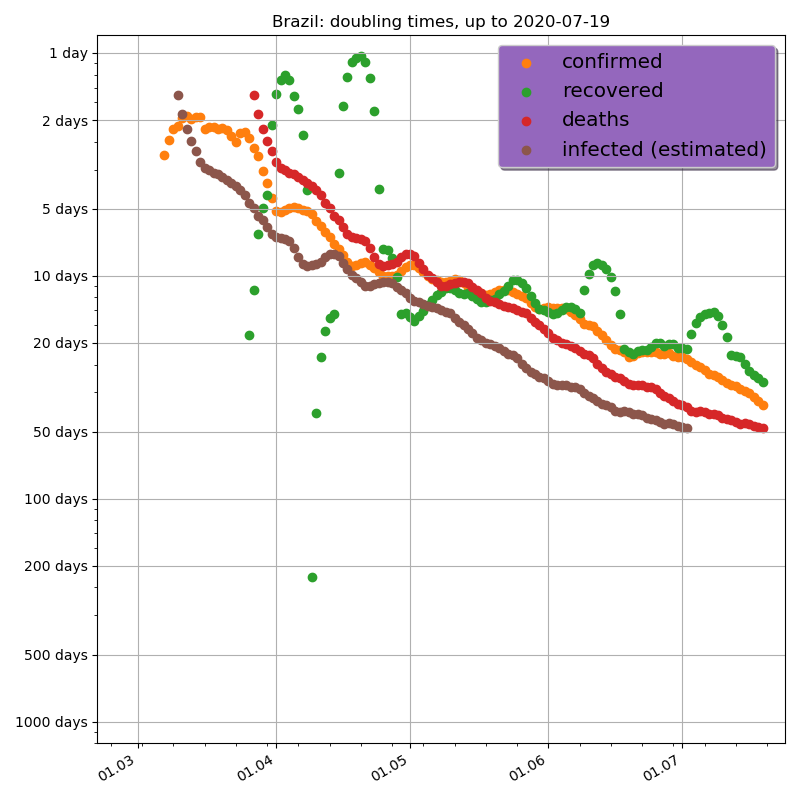 Brazil: doubling times, up to 2020-07-19
confirmed
recovered
deaths
infected (estimated)
1 day
2 days
5 days
10 days
20 days
50 days
100 days
200 days
500 days
1000 days
01.03
01.04
01.05
01.06
01.07